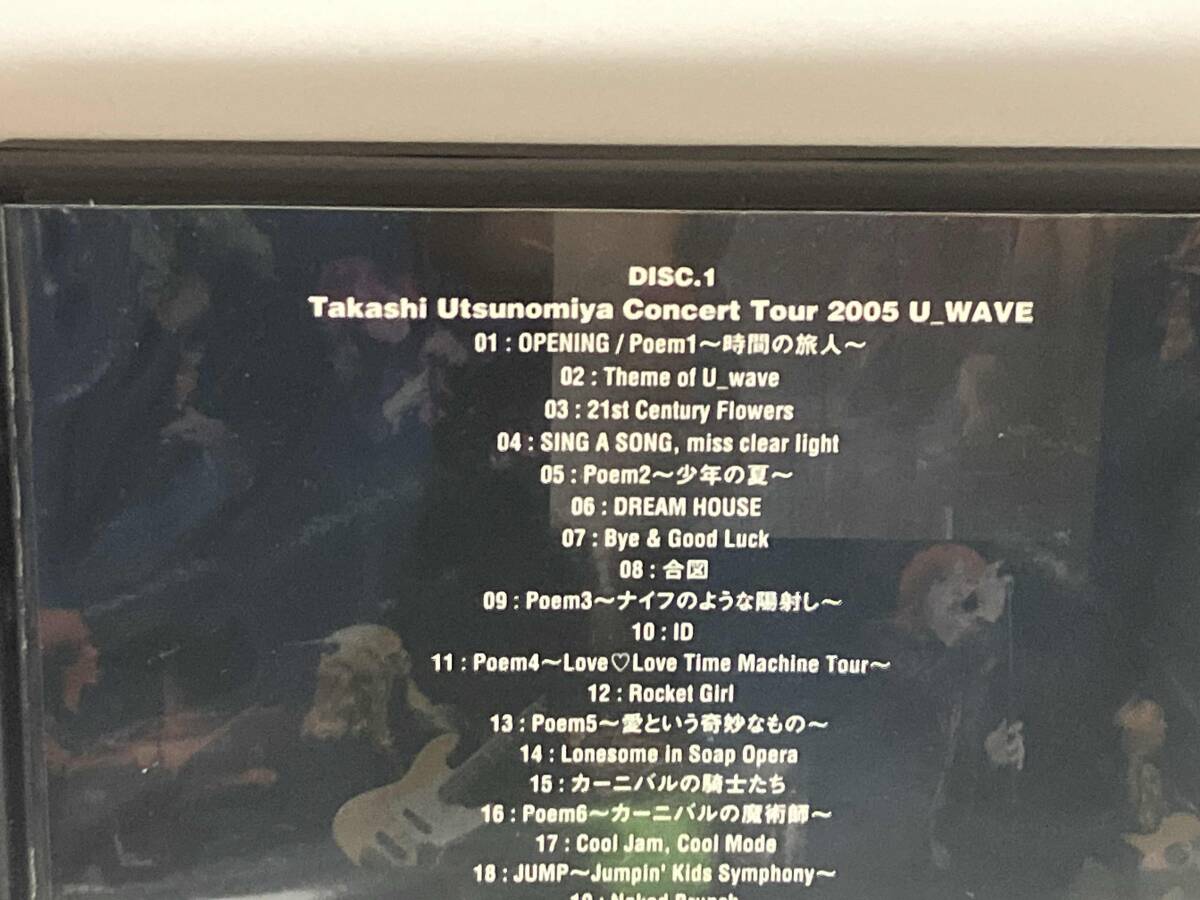 DISC.1
Takashi Utsunomiya Concert Tour 2005 U_WAVE
01 : OPENING / Poem1〜時間の旅人〜
02 : Theme of U_wave
03 : 21st Century Flowers
04 : SING A SONG, miss clear light
05 : Poem2〜少年の夏〜
06 : DREAM HOUSE
07 : Bye & Good Luck
08 : 合図
09 : Poem3〜ナイフのような陽射し〜
10 : ID
11 : Poem4〜Love♡Love Time Machine Tour〜
12 : Rocket Girl
13 : Poem5〜愛という奇妙なもの〜
14 : Lonesome in Soap Opera
15 : カーニバルの騎士たち
16 : Poem6〜カーニバルの魔術師〜
17 : Cool Jam, Cool Mode
18 : JUMP〜Jumpin' Kids Symphony〜
19 : Naked Brunch